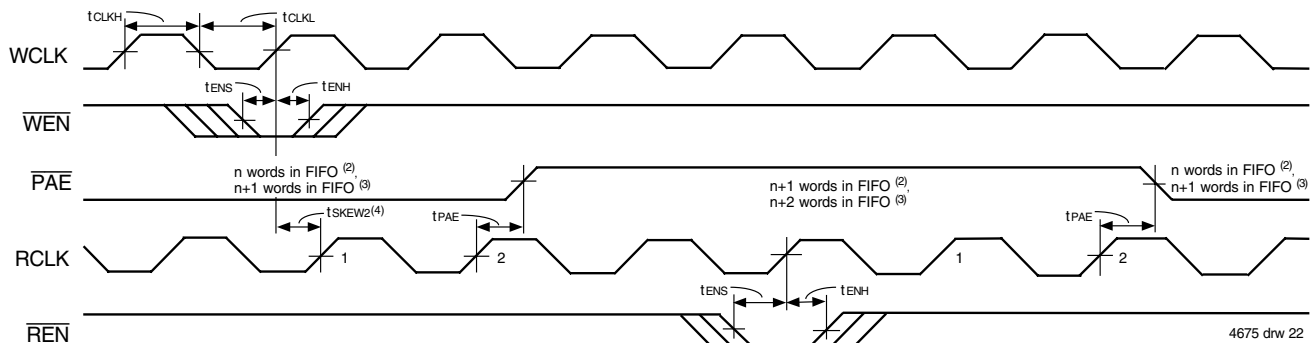 tCLKH
tCLKL
WCLK
tENS
tENH
WEN
n words in FIFO (2),
n+1 words in FIFO (3)
PAE
n+1 words in FIFO (2),
n+2 words in FIFO (3)
n words in FIFO (2),
n+1 words in FIFO (3)
tSKEW2(4)
tPAE
tPAE
RCLK
1
2
1
2
tENS
tENH
REN
4675 drw 22